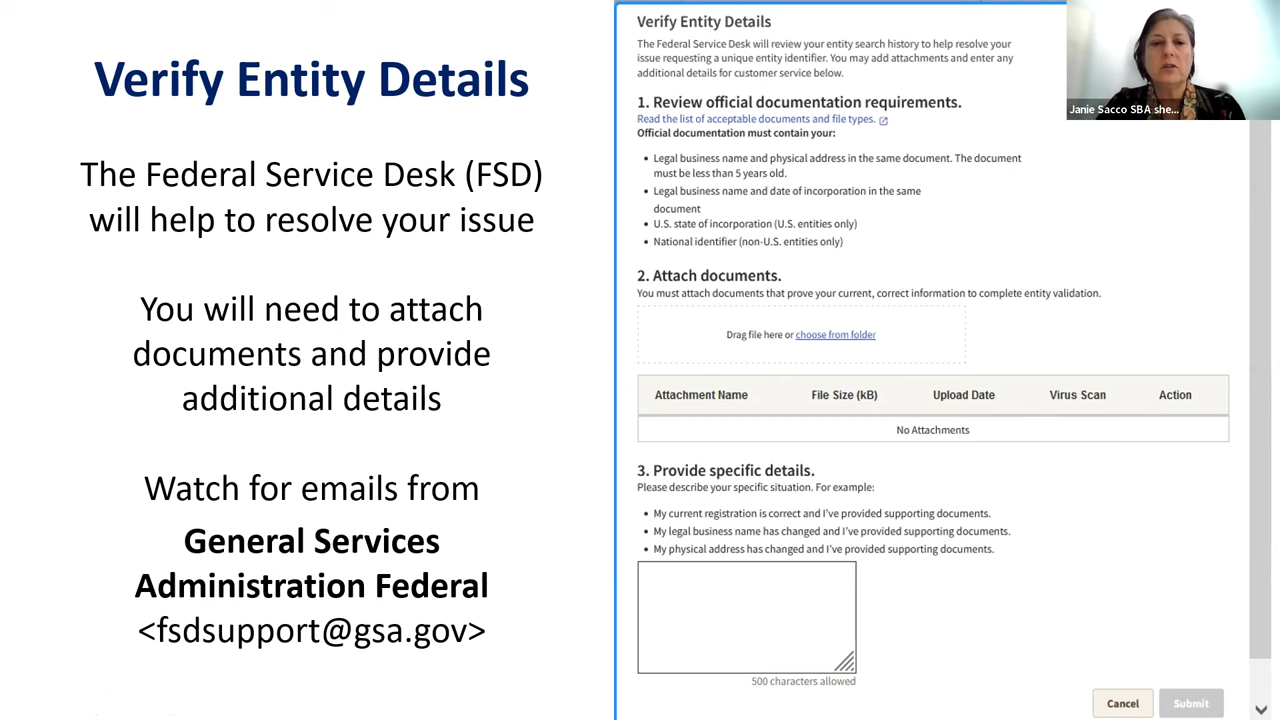 Verify Entity Details
The Federal Service Desk (FSD)
will help to resolve your issue
You will need to attach
documents and provide
additional details
Watch for emails from
General Services
Administration Federal
<fsdsupport@gsa.gov>
Verify Entity Details
The Federal Service Desk will review your entity search history to help resolve your
issue requesting a unique entity identifier. You may add attachments and enter any
additional details for customer service below.
1. Review official documentation requirements.
Read the list of acceptable documents and file types.
Official documentation must contain your:
• Legal business name and physical address in the same document. The document
must be less than 5 years old.
• Legal business name and date of incorporation in the same
document
• U.S. state of incorporation (U.S. entities only)
• National identifier (non-U.S. entities only)
2. Attach documents.
You must attach documents that prove your current, correct information to complete entity validation.
Drag file here or choose from folder
Attachment Name File Size (kB) Upload Date Virus Scan Action
No Attachments
3. Provide specific details.
Please describe your specific situation. For example:
• My current registration is correct and I've provided supporting documents.
• My legal business name has changed and I've provided supporting documents.
• My physical address has changed and I've provided supporting documents.
500 characters allowed
Cancel Submit
Janie Sacco SBA she...